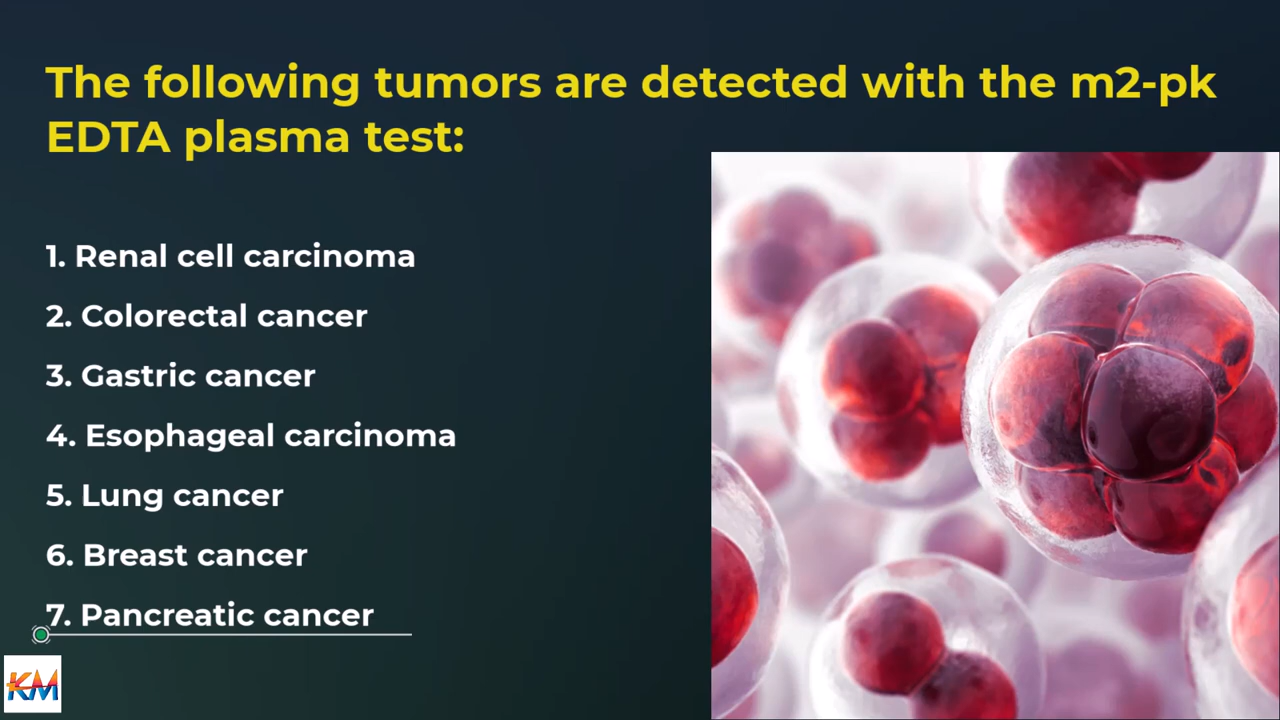 The following tumors are detected with the m2-pk
EDTA plasma test:
1. Renal cell carcinoma
2. Colorectal cancer
3. Gastric cancer
4. Esophageal carcinoma
5. Lung cancer
6. Breast cancer
7. Pancreatic cancer
KM